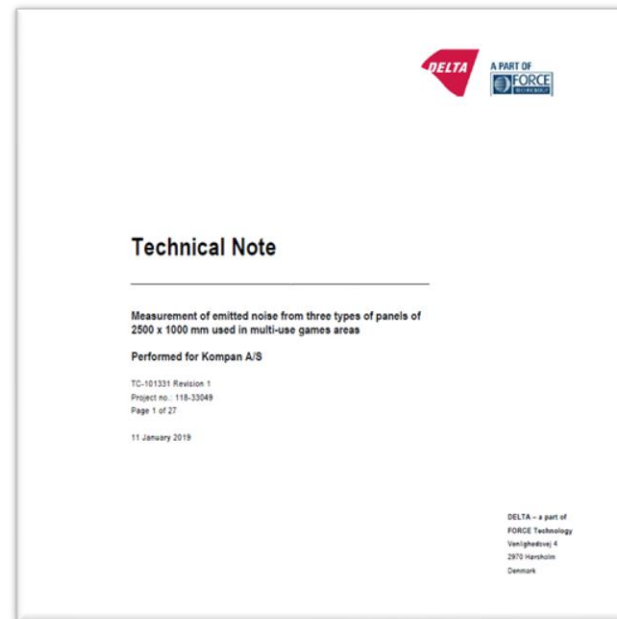 DELTA
A PART OF
FORCE
TECHNOLOGY
Technical Note
Measurement of emitted noise from three types of panels of
2500 x 1000 mm used in multi-use games areas
Performed for Kompan A/S
TC-101331 Revision 1
Project no.: 118-33049
Page 1 of 27
11 January 2019
DELTA – a part of
FORCE Technology
Venlighedsvej 4
2970 Hørsholm
Denmark